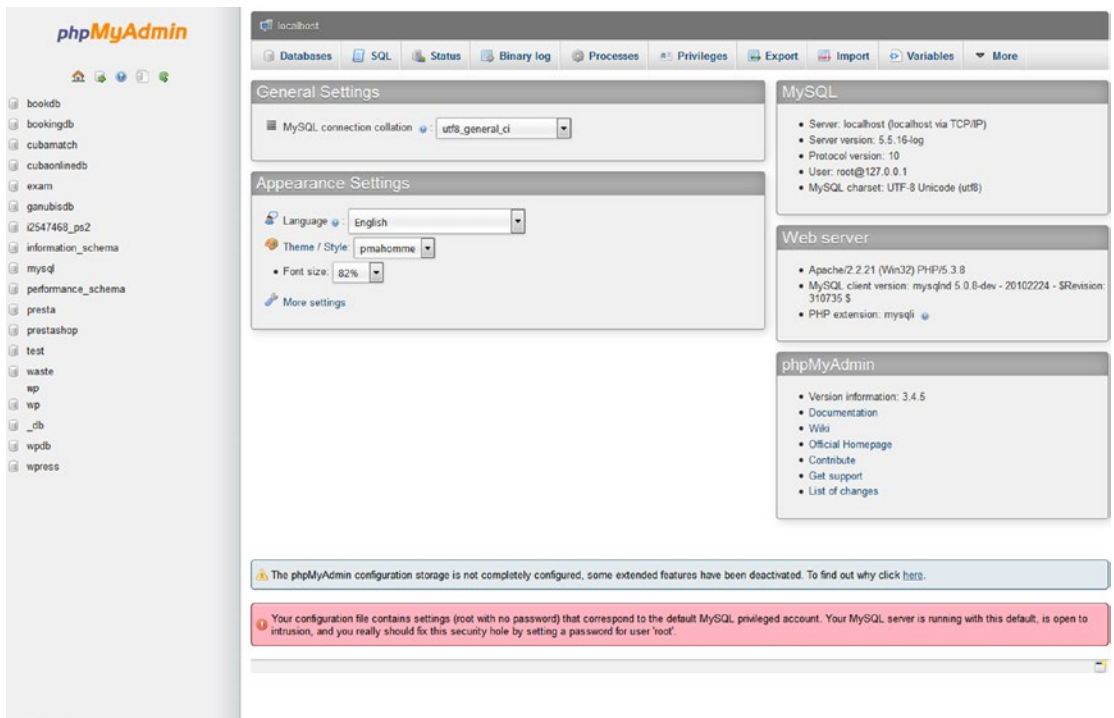 phpMyAdmin
bookdb
bookingdb
cubamatch
cubaonlinedb
exam
ganubisdb
i2547468_ps2
information_schema
mysql
performance_schema
presta
prestashop
test
waste
wp
wp
_db
wpdb
wpress
localhost
Databases SQL Status Binary log Processes Privileges Export Import Variables More
General Settings
MySQL connection collation : utf8_general_ci
Appearance Settings
Language : English
Theme / Style: pmahomme
• Font size: 82%
More settings
MySQL
• Server: localhost (localhost via TCP/IP)
• Server version: 5.5.16-log
• Protocol version: 10
• User: root@127.0.0.1
• MySQL charset: UTF-8 Unicode (utf8)
Web server
• Apache/2.2.21 (Win32) PHP/5.3.8
• MySQL client version: mysqlnd 5.0.8-dev - 20102224 - $Revision:
310735 $
• PHP extension: mysqli
phpMyAdmin
• Version information: 3.4.5
• Documentation
• Wiki
• Official Homepage
• Contribute
• Get support
• List of changes
The phpMyAdmin configuration storage is not completely configured, some extended features have been deactivated. To find out why click here.
Your configuration file contains settings (root with no password) that correspond to the default MySQL privileged account. Your MySQL server is running with this default, is open to
intrusion, and you really should fix this security hole by setting a password for user 'root'.